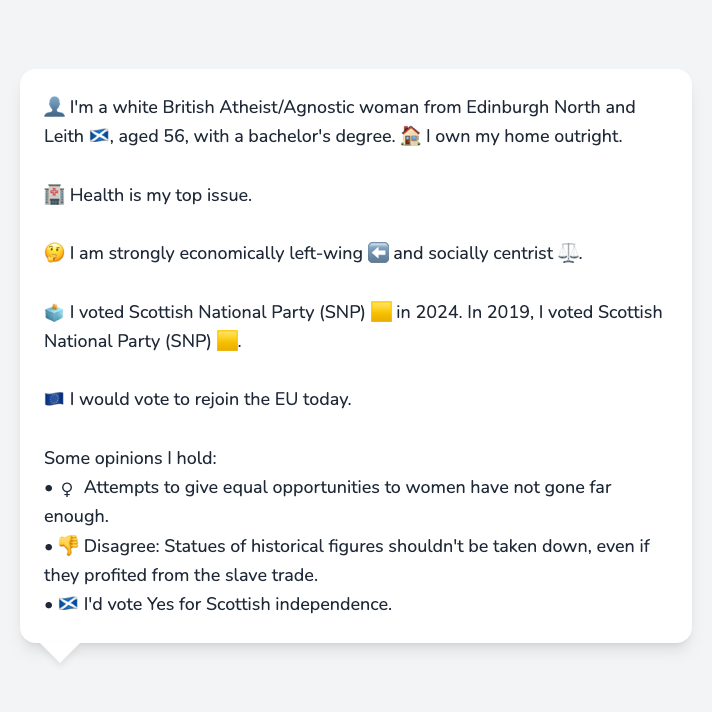 👤 I'm a white British Atheist/Agnostic woman from Edinburgh North and
Leith 🏴󠁧󠁢󠁳󠁣󠁴󠁿, aged 56, with a bachelor's degree. 🏠 I own my home outright.
🏥 Health is my top issue.
🤔 I am strongly economically left-wing ⬅️ and socially centrist ⚖️.
🗳️ I voted Scottish National Party (SNP) 🟨 in 2024. In 2019, I voted Scottish
National Party (SNP) 🟨.
🇪🇺 I would vote to rejoin the EU today.
Some opinions I hold:
• ♀ Attempts to give equal opportunities to women have not gone far
enough.
• 👎 Disagree: Statues of historical figures shouldn't be taken down, even if
they profited from the slave trade.
• 🏴󠁧󠁢󠁳󠁣󠁴󠁿 I'd vote Yes for Scottish independence.